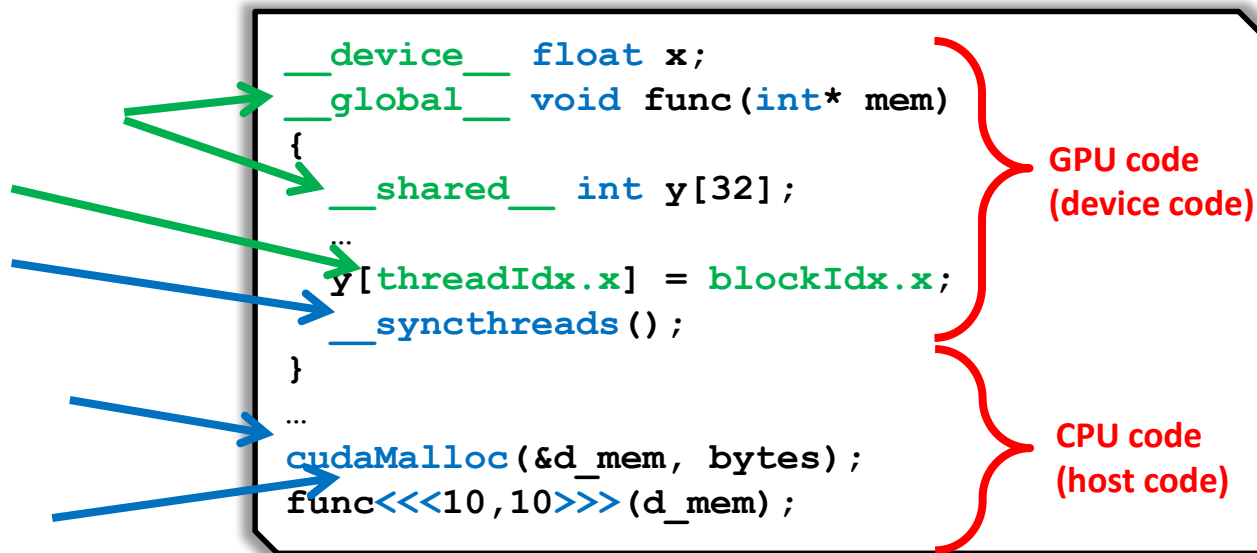 __device__ float x;
__global__ void func(int* mem)
{
__shared__ int y[32];
…
y[threadIdx.x] = blockIdx.x;
__syncthreads();
}
…
cudaMalloc(&d_mem, bytes);
func<<<10,10>>>(d_mem);
GPU code
(device code)
CPU code
(host code)